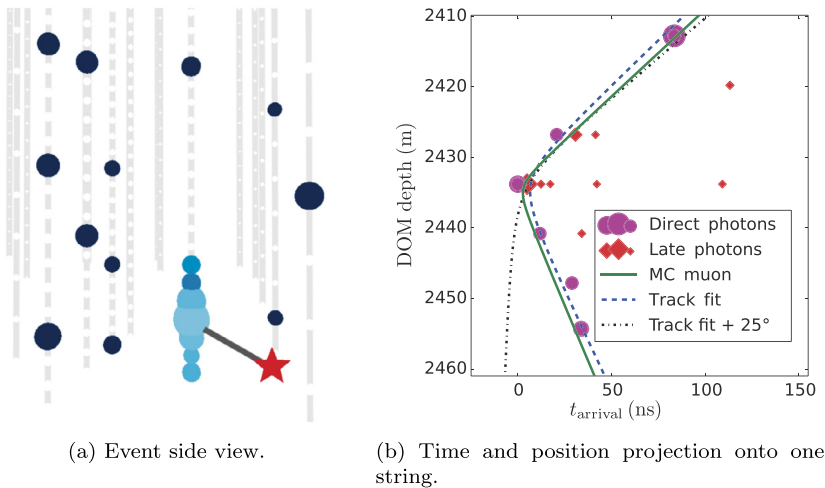 2410
2420
2430
2440
2450
2460
DOM depth (m)
Direct photons
Late photons
MC muon
Track fit
Track fit + 25°
0
50
100
150
t_arrival (ns)
(a) Event side view.
(b) Time and position projection onto one
string.